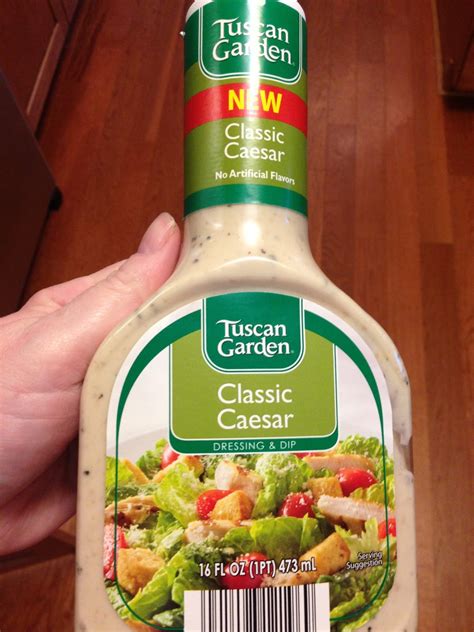 Tuscan
Garden®
NEW
Classic
Caesar
No Artificial Flavors
Tuscan
Garden®
Classic
Caesar
DRESSING & DIP
16 FL OZ (1PT) 473 mL
Serving
Suggestion